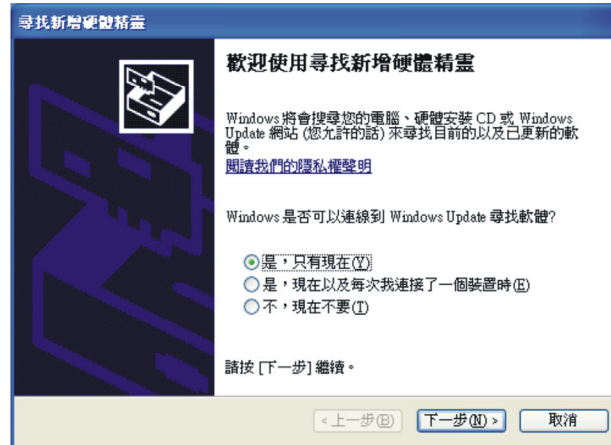 尋找新增硬體精靈
歡迎使用尋找新增硬體精靈
Windows 將會搜尋您的電腦、硬體安裝 CD 或 Windows
Update 網站 (您允許的話) 來尋找目前的以及已更新的軟
體。
閱讀我們的隱私權聲明
Windows 是否可以連線到 Windows Update 尋找軟體?
是，只有現在(Y)
是，現在以及每次我連接了一個裝置時(E)
不，現在不要(T)
請按 [下一步] 繼續。
<上一步(B) 下一步(N)> 取消